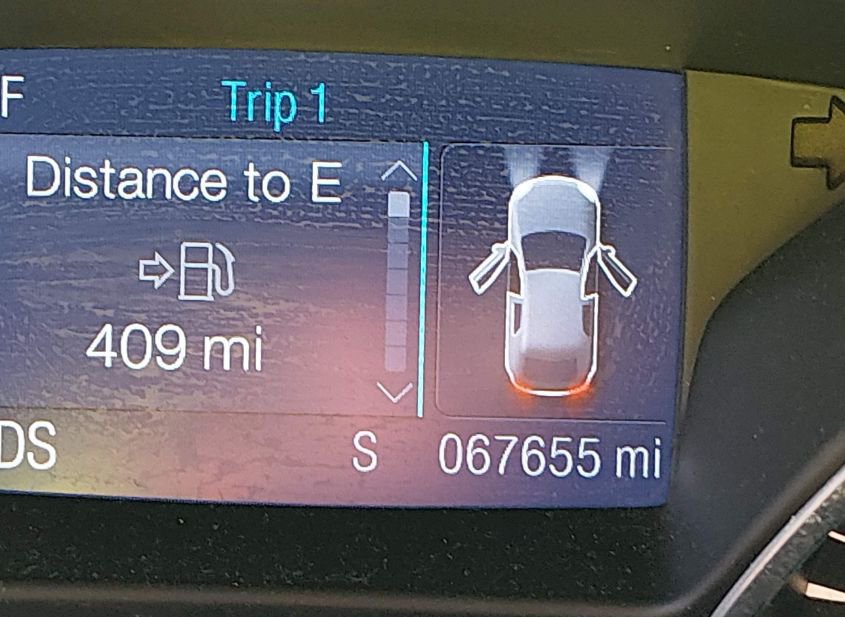 F Trip 1
Distance to E
409 mi
DS S 067655 mi